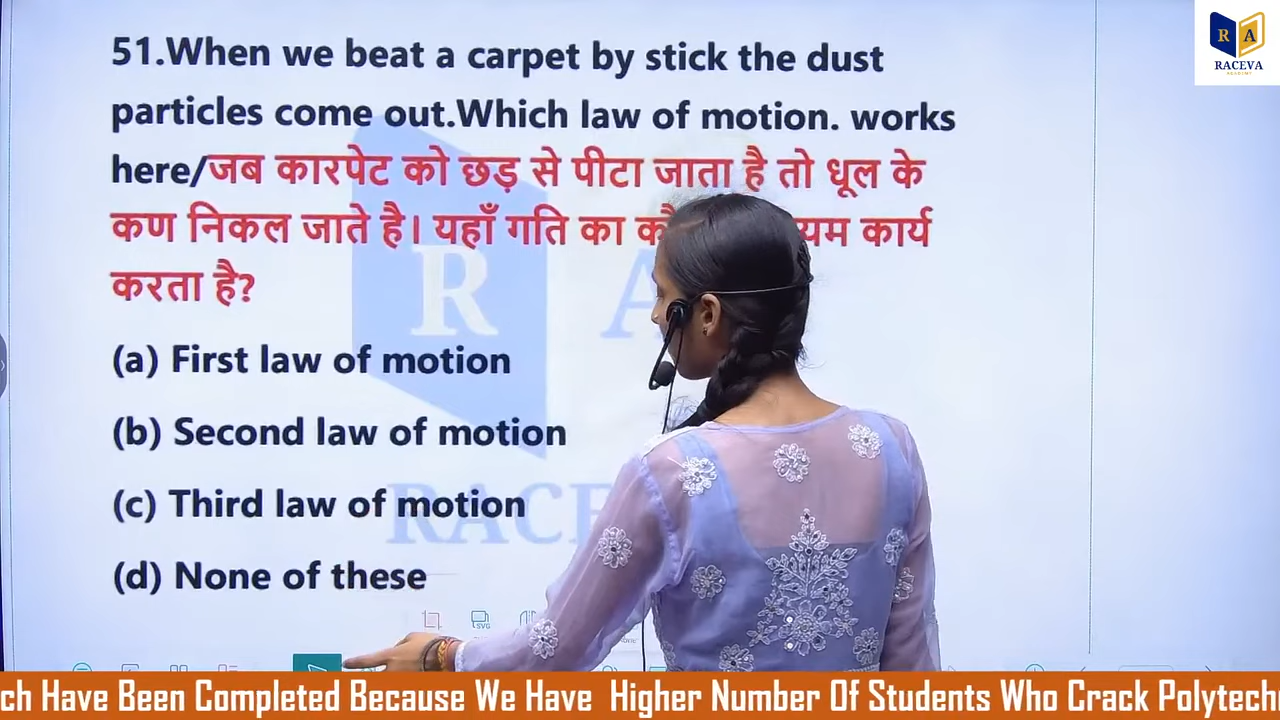 51.When we beat a carpet by stick the dust
particles come out.Which law of motion. works
here/जब कारपेट को छड़ से पीटा जाता है तो धूल के
कण निकल जाते है। यहाँ गति का कार्य
करता है?
(a) First law of motion
(b) Second law of motion
(c) Third law of motion
(d) None of these
R A
RACEVA
ACADEMY
R A
SVG
ch Have Been Completed Because We Have Higher Number Of Students Who Crack Polytech